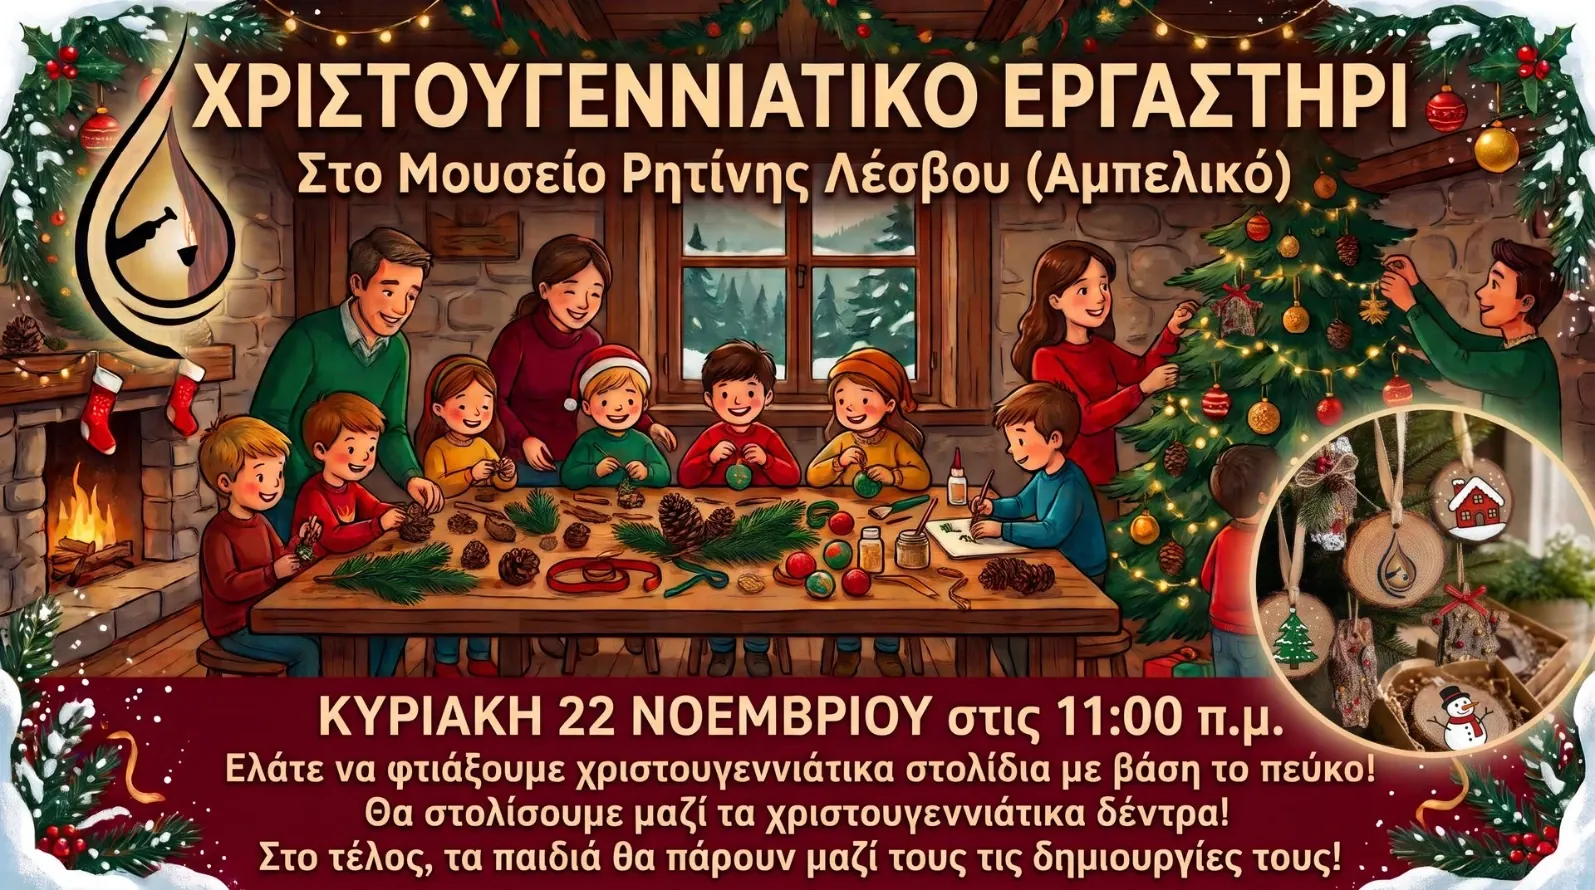 ΧΡΙΣΤΟΥΓΕΝΝΙΑΤΙΚΟ ΕΡΓΑΣΤΗΡΙ
Στο Μουσείο Ρητίνης Λέσβου (Αμπελικό)
ΚΥΡΙΑΚΗ 22 ΝΟΕΜΒΡΙΟΥ στις 11:00 π.μ.
Ελάτε να φτιάξουμε χριστουγεννιάτικα στολίδια με βάση το πεύκο!
Θα στολίσουμε μαζί τα χριστουγεννιάτικα δέντρα!
Στο τέλος, τα παιδιά θα πάρουν μαζί τους τις δημιουργίες τους!